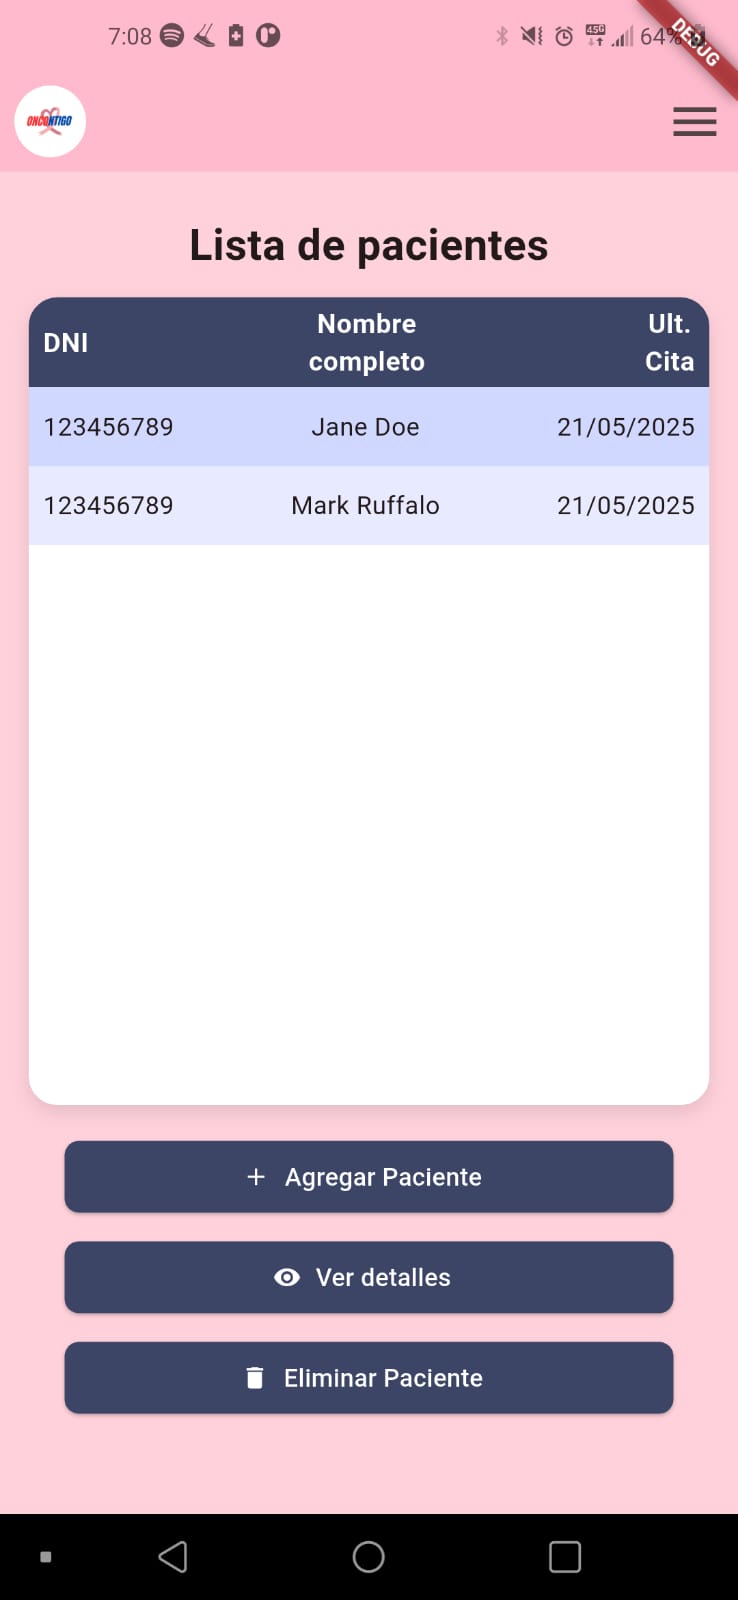 7:08
45G
64%
DEBUG
ONCONTIGO
Lista de pacientes
DNI
Nombre
completo
Ult.
Cita
123456789 Jane Doe 21/05/2025
123456789 Mark Ruffalo 21/05/2025
+ Agregar Paciente
Ver detalles
Eliminar Paciente